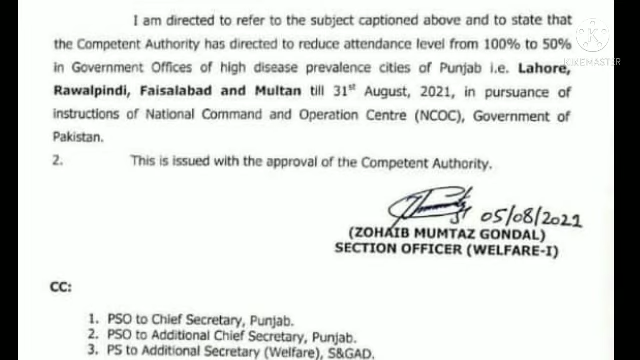 I am directed to refer to the subject captioned above and to state that
the Competent Authority has directed to reduce attendance level from 100% to 50%
in Government Offices of high disease prevalence cities of Punjab i.e. Lahore,
Rawalpindi, Faisalabad and Multan till 31st August, 2021, in pursuance of
instructions of National Command and Operation Centre (NCOC), Government of
Pakistan.
2. This is issued with the approval of the Competent Authority.
05/08/2021
(ZOHAIB MUMTAZ GONDAL)
SECTION OFFICER (WELFARE-I)
CC:
1. PSO to Chief Secretary, Punjab.
2. PSO to Additional Chief Secretary, Punjab.
3. PS to Additional Secretary (Welfare), S&GAD.
KINEMASTER